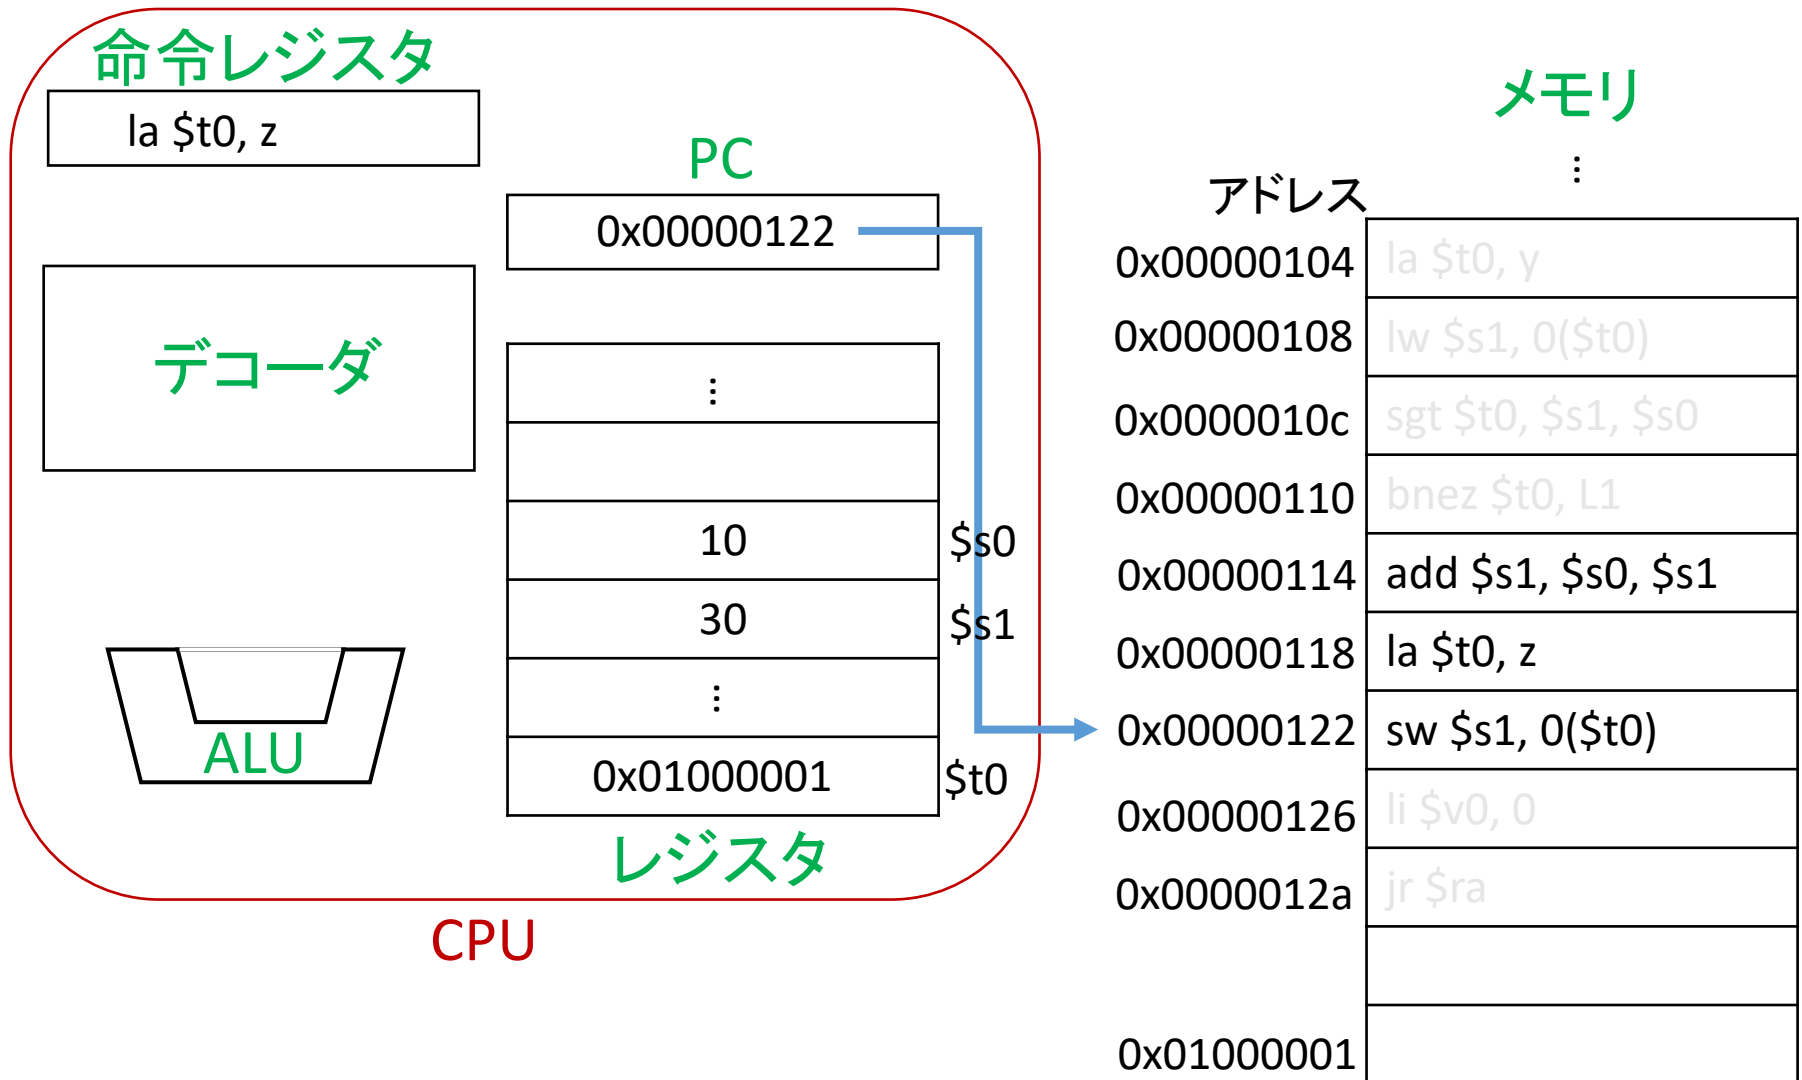 命令レジスタ
la $t0, z
PC
0x00000122
デコーダ
⋮
10 $s0
30 $s1
⋮
0x01000001 $t0
レジスタ
ALU
CPU
メモリ
⋮
アドレス
0x00000104 la $t0, y
0x00000108 lw $s1, 0($t0)
0x0000010c sgt $t0, $s1, $s0
0x00000110 bnez $t0, L1
0x00000114 add $s1, $s0, $s1
0x00000118 la $t0, z
0x00000122 sw $s1, 0($t0)
0x00000126 li $v0, 0
0x0000012a jr $ra
0x01000001